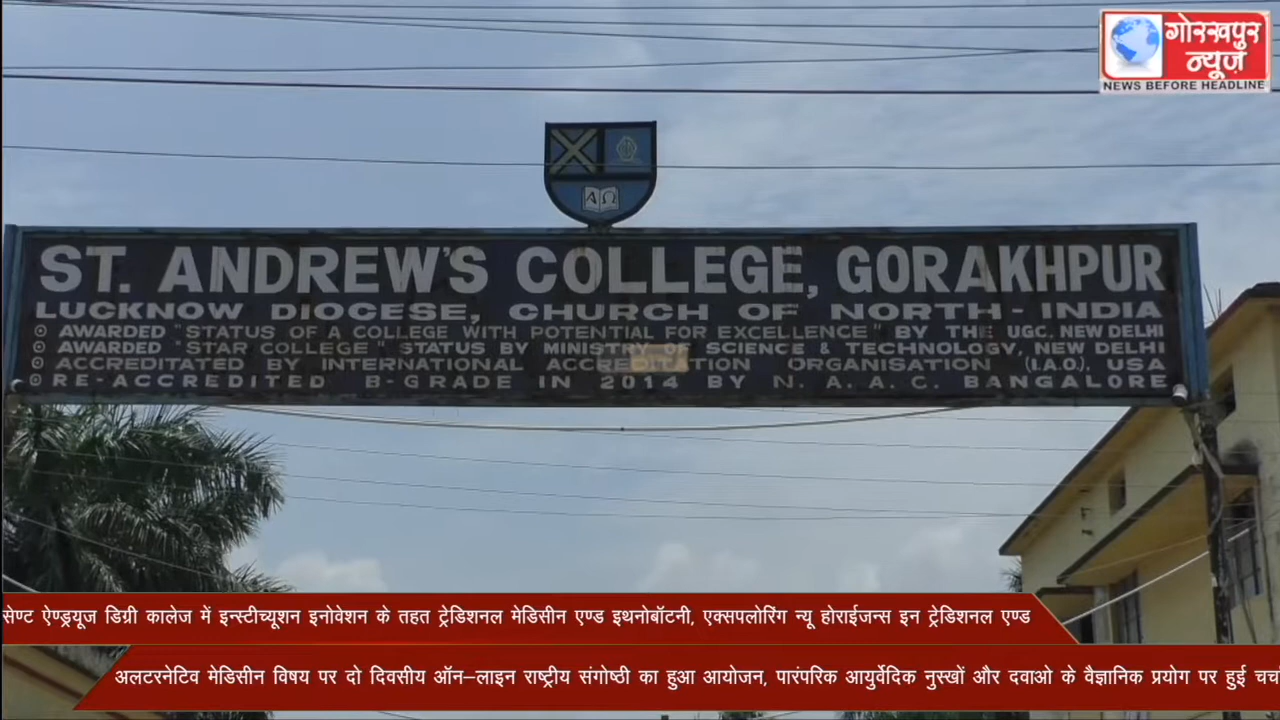 गोरखपुर
न्यूज़
NEWS BEFORE HEADLINE
Α Ω
ST. ANDREW'S COLLEGE, GORAKHPUR
LUCKNOW DIOCESE, CHURCH OF NORTH-INDIA
AWARDED "STATUS OF A COLLEGE WITH POTENTIAL FOR EXCELLENCE" BY THE UGC, NEW DELHI
AWARDED "STAR COLLEGE" STATUS BY MINISTRY OF SCIENCE & TECHNOLOGY, NEW DELHI
ACCREDITATED BY INTERNATIONAL ACCREDITATION ORGANISATION (I.A.O.), USA
RE-ACCREDITED B-GRADE IN 2014 BY N. A. A. C. BANGALORE
सेण्ट ऐण्ड्रयूज डिग्री कालेज में इन्स्टीच्यूशन इनोवेशन के तहत ट्रेडिशनल मेडिसीन एण्ड इथनोबॉटनी, एक्सपलोरिंग न्यू होराईजन्स इन ट्रेडिशनल एण्ड
अलटरनेटिव मेडिसीन विषय पर दो दिवसीय ऑन–लाइन राष्ट्रीय संगोष्ठी का हुआ आयोजन, पारंपरिक आयुर्वेदिक नुस्खों और दवाओ के वैज्ञानिक प्रयोग पर हुई